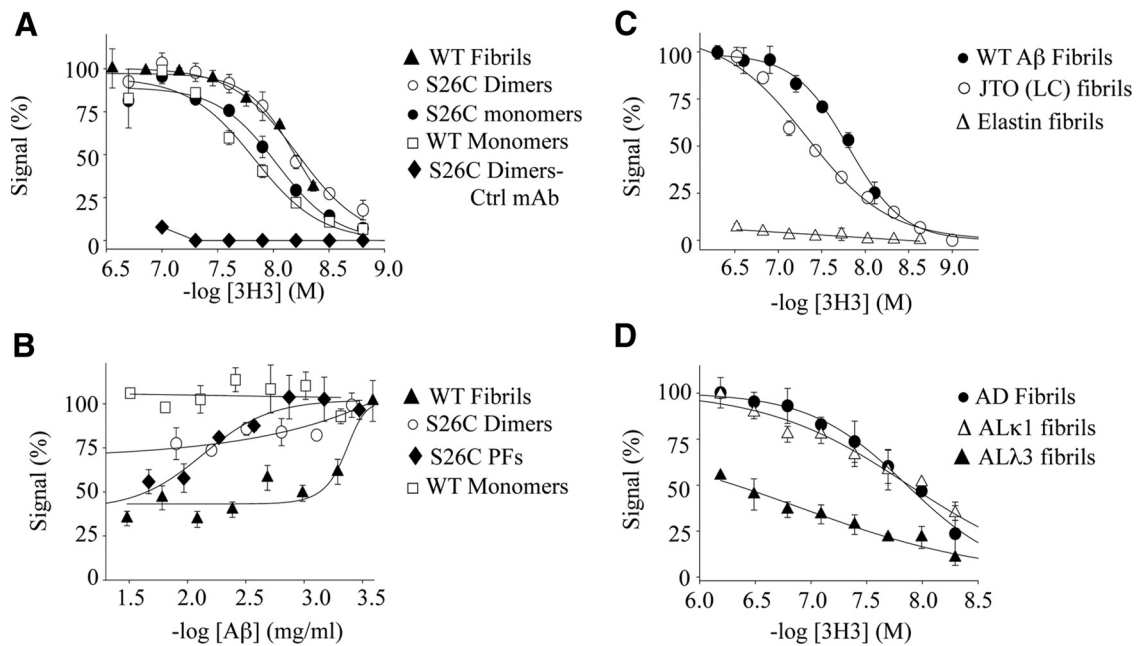 A
100
75
50
25
0
Signal (%)
6.5 7.0 7.5 8.0 8.5 9.0
-log [3H3] (M)
WT Fibrils
S26C Dimers
S26C monomers
WT Monomers
S26C Dimers-
Ctrl mAb
B
100
75
50
25
0
Signal (%)
1.5 2.0 2.5 3.0 3.5
-log [Aβ] (mg/ml)
WT Fibrils
S26C Dimers
S26C PFs
WT Monomers
C
100
75
50
25
0
Signal (%)
6.5 7.0 7.5 8.0 8.5 9.0
-log [3H3] (M)
WT Aβ Fibrils
JTO (LC) fibrils
Elastin fibrils
D
100
75
50
25
0
Signal (%)
6.0 6.5 7.0 7.5 8.0 8.5
-log [3H3] (M)
AD Fibrils
ALκ1 fibrils
ALλ3 fibrils